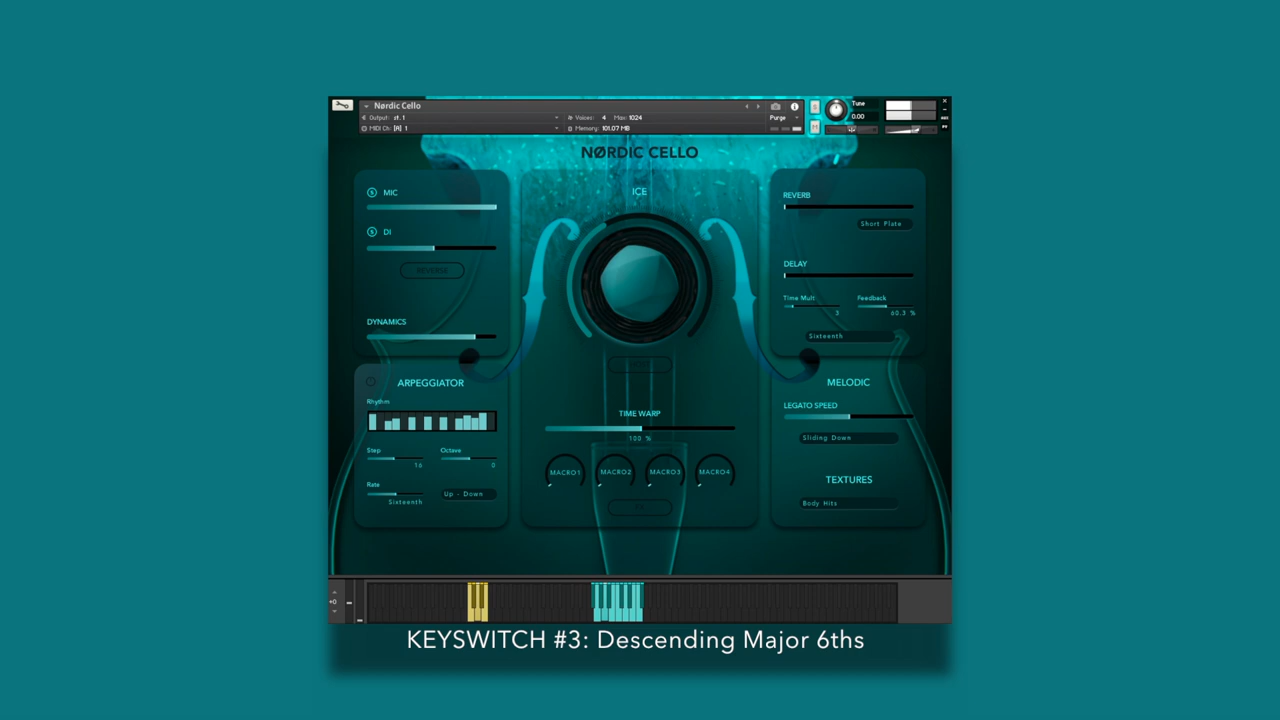 Nørdic Cello
Output: st.1
Voices: 4 Max: 1024
Purge
MIDI Ch: [A] 1
Memory: 101.07 MB
S
M
Tune
0.00
NØRDIC CELLO
MIC
DI
REVERSE
DYNAMICS
ICE
REVERB
Short Plate
DELAY
Time Mult
3
Feedback
60.3 %
Sixteenth
ARPEGGIATOR
Rhythm
Step
16
Octave
0
Rate
Sixteenth
Up - Down
TIME WARP
100 %
MACRO1
MACRO2
MACRO3
MACRO4
MELODIC
LEGATO SPEED
Sliding Down
TEXTURES
Body Hits
+0
KEYSWITCH #3: Descending Major 6ths